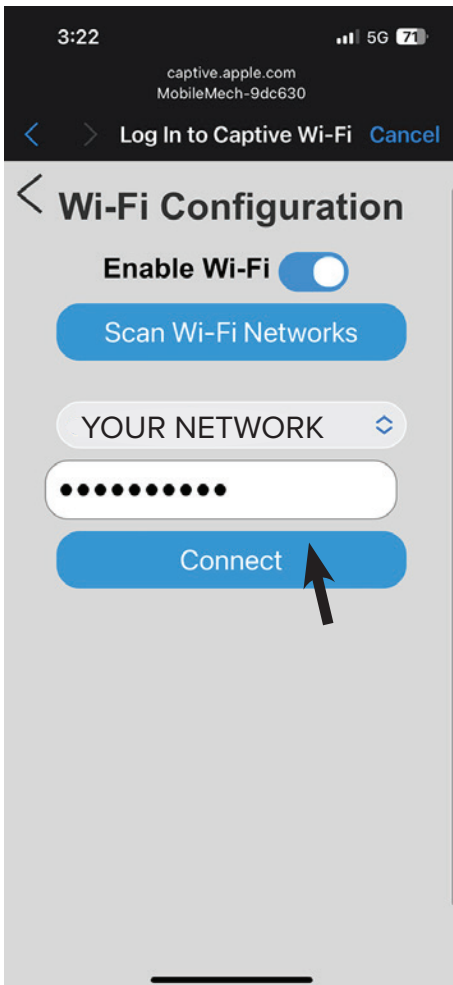 3:22 5G 71
captive.apple.com
MobileMech-9dc630
Log In to Captive Wi-Fi Cancel
Wi-Fi Configuration
Enable Wi-Fi
Scan Wi-Fi Networks
YOUR NETWORK
••••••••••
Connect